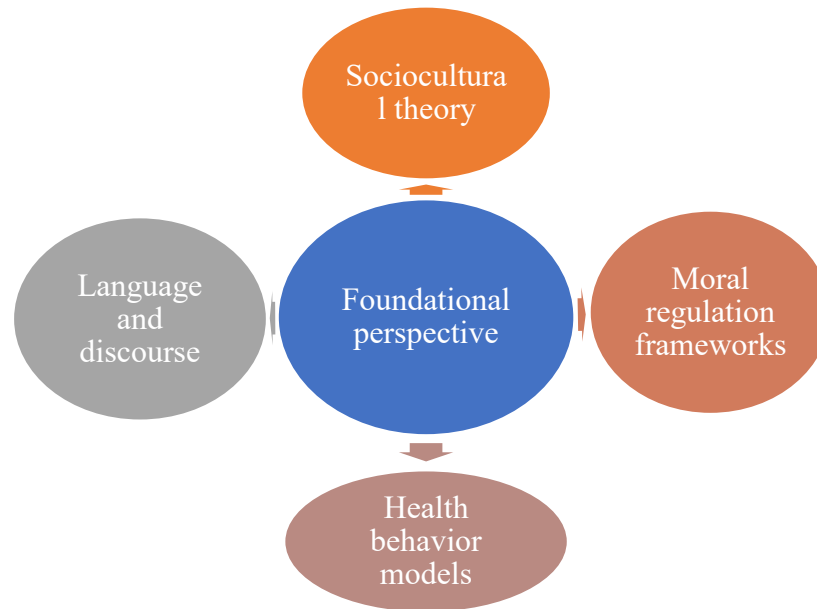 Sociocultura
l theory
Language
and
discourse
Foundational
perspective
Moral
regulation
frameworks
Health
behavior
models